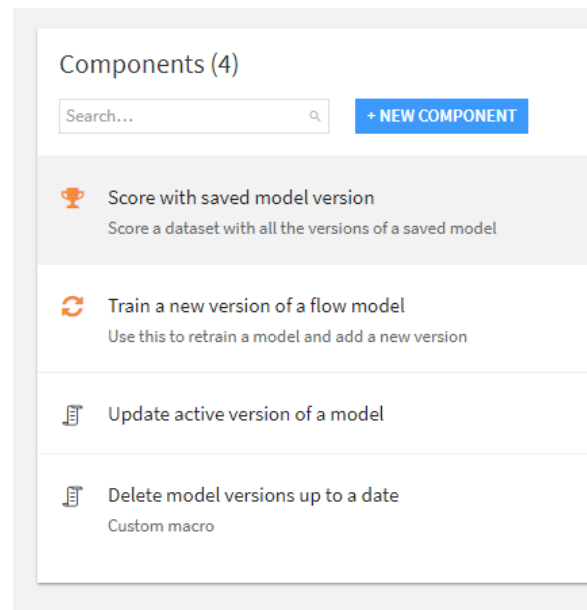 Components (4)
Search...
+ NEW COMPONENT
Score with saved model version
Score a dataset with all the versions of a saved model
Train a new version of a flow model
Use this to retrain a model and add a new version
Update active version of a model
Delete model versions up to a date
Custom macro